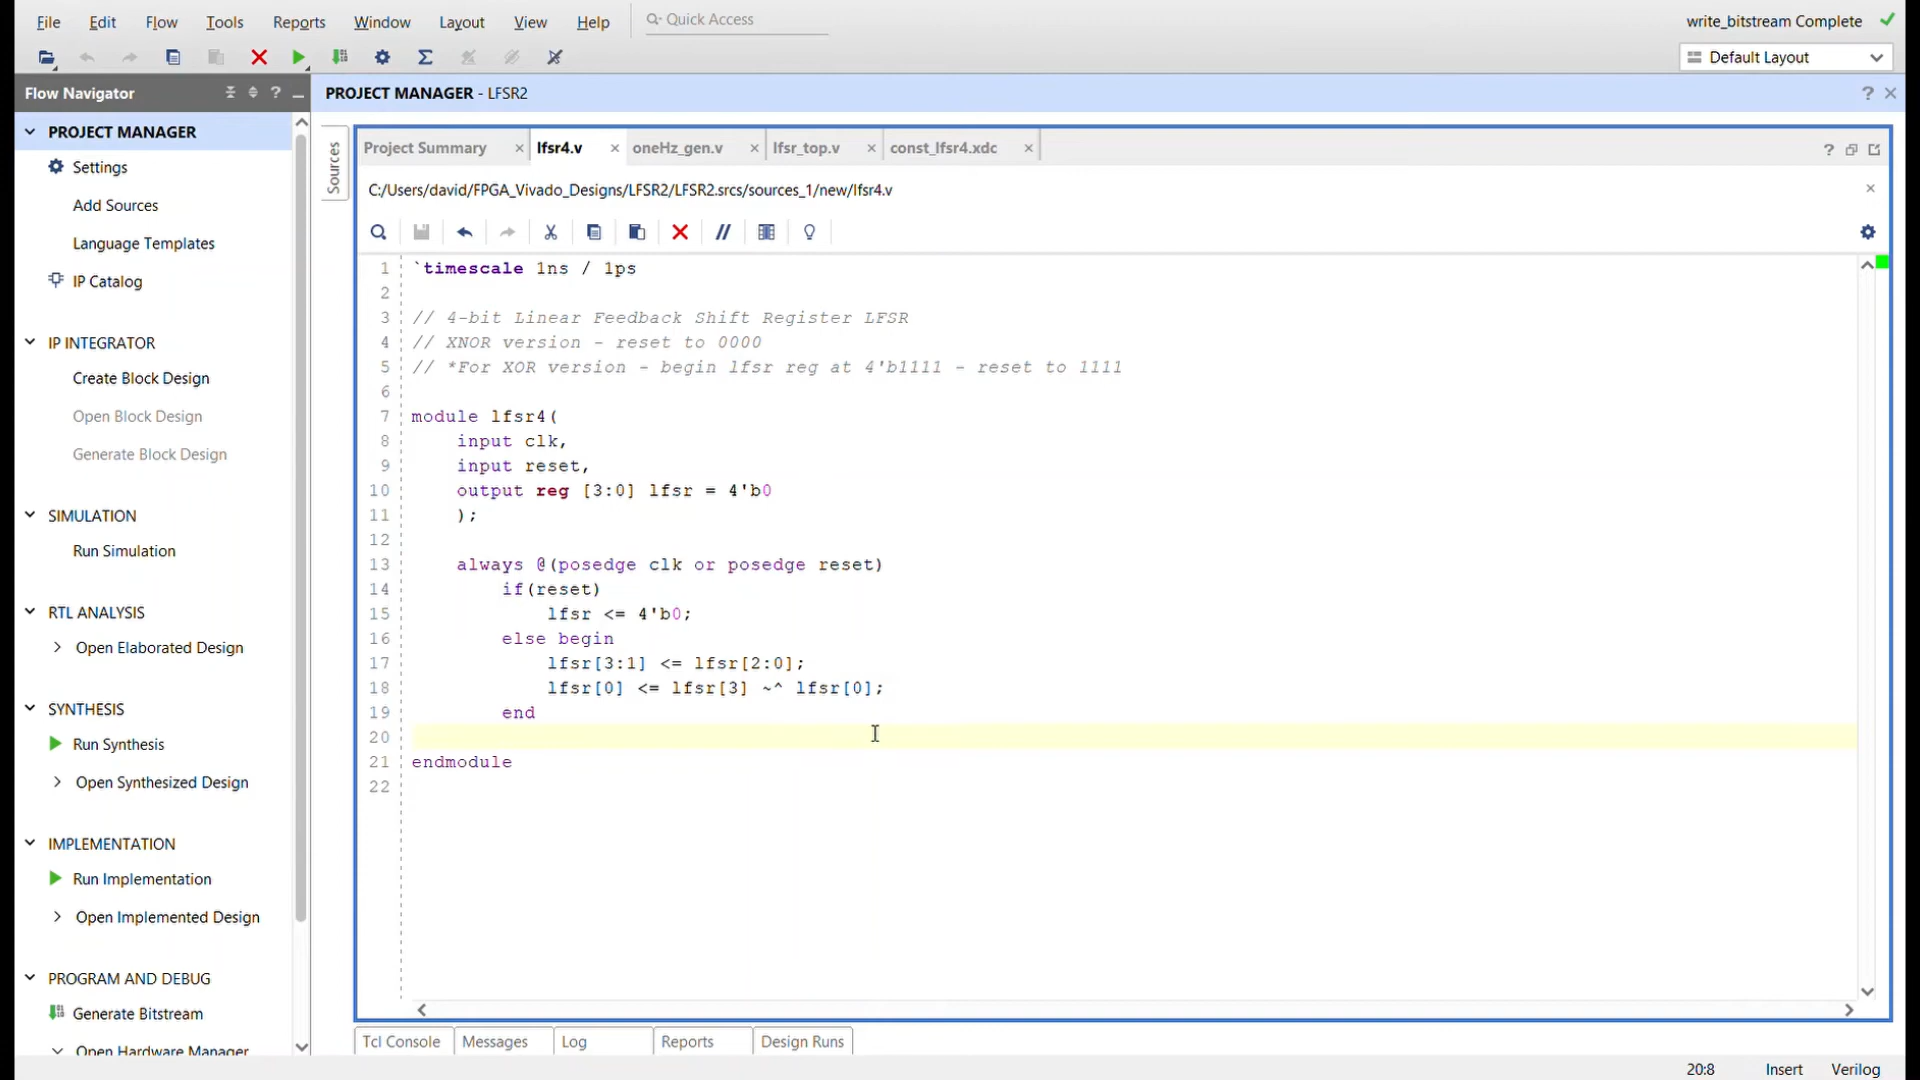 File Edit Flow Tools Reports Window Layout View Help Quick Access write_bitstream Complete
Default Layout
Flow Navigator
PROJECT MANAGER - LFSR2
PROJECT MANAGER
Settings
Add Sources
Language Templates
IP Catalog
IP INTEGRATOR
Create Block Design
Open Block Design
Generate Block Design
SIMULATION
Run Simulation
RTL ANALYSIS
Open Elaborated Design
SYNTHESIS
Run Synthesis
Open Synthesized Design
IMPLEMENTATION
Run Implementation
Open Implemented Design
PROGRAM AND DEBUG
Generate Bitstream
Open Hardware Manager
Sources
Project Summary lfsr4.v oneHz_gen.v lfsr_top.v const_lfsr4.xdc
C:/Users/david/FPGA_Vivado_Designs/LFSR2/LFSR2.srcs/sources_1/new/lfsr4.v
1 `timescale 1ns / 1ps
2
3 // 4-bit Linear Feedback Shift Register LFSR
4 // XNOR version - reset to 0000
5 // *For XOR version - begin lfsr reg at 4'b1111 - reset to 1111
6
7 module lfsr4(
8 input clk,
9 input reset,
10 output reg [3:0] lfsr = 4'b0
11 );
12
13 always @(posedge clk or posedge reset)
14 if(reset)
15 lfsr <= 4'b0;
16 else begin
17 lfsr[3:1] <= lfsr[2:0];
18 lfsr[0] <= lfsr[3] ~^ lfsr[0];
19 end
20
21 endmodule
22
Tcl Console Messages Log Reports Design Runs
20:8 Insert Verilog